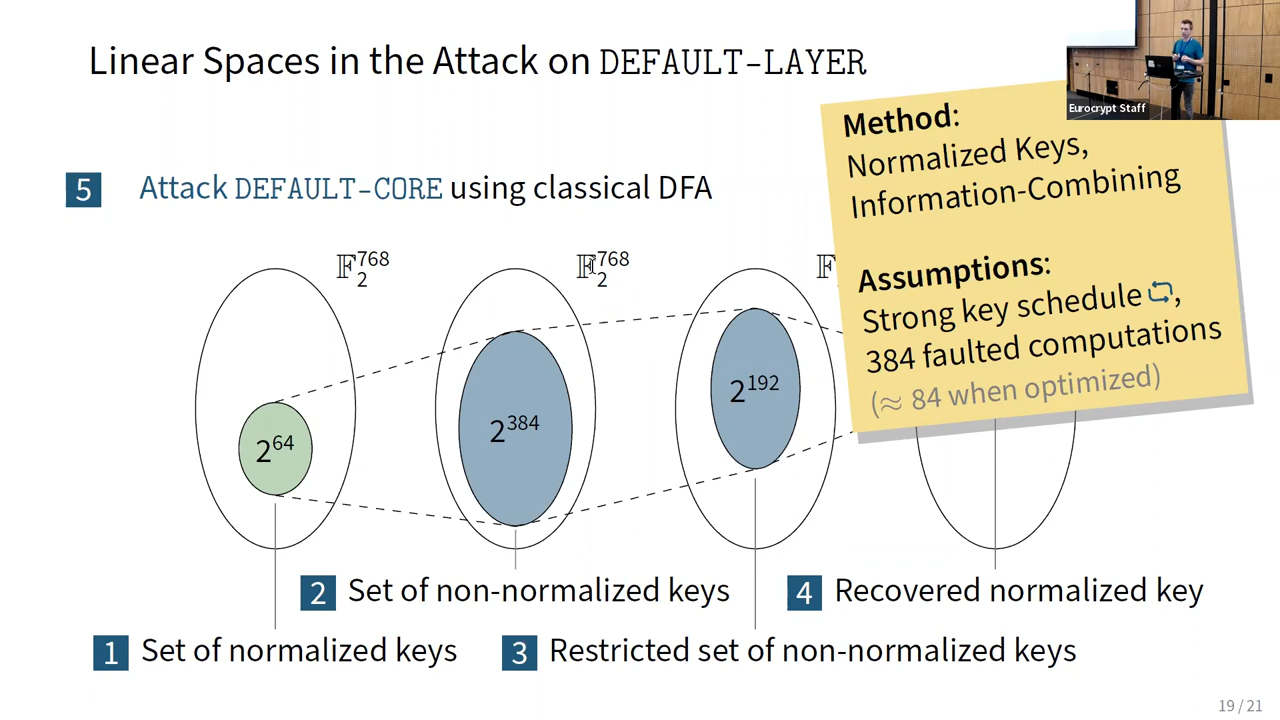 Linear Spaces in the Attack on DEFAULT-LAYER
Eurocrypt Staff
Method:
Normalized Keys,
Information-Combining
Assumptions:
Strong key schedule,
384 faulted computations
(≈ 84 when optimized)
5 Attack DEFAULT-CORE using classical DFA
𝔽₂⁷⁶⁸
𝔽₂⁷⁶⁸
𝔽
2⁶⁴
2³⁸⁴
2¹⁹²
2 Set of non-normalized keys
4 Recovered normalized key
1 Set of normalized keys
3 Restricted set of non-normalized keys
19 / 21